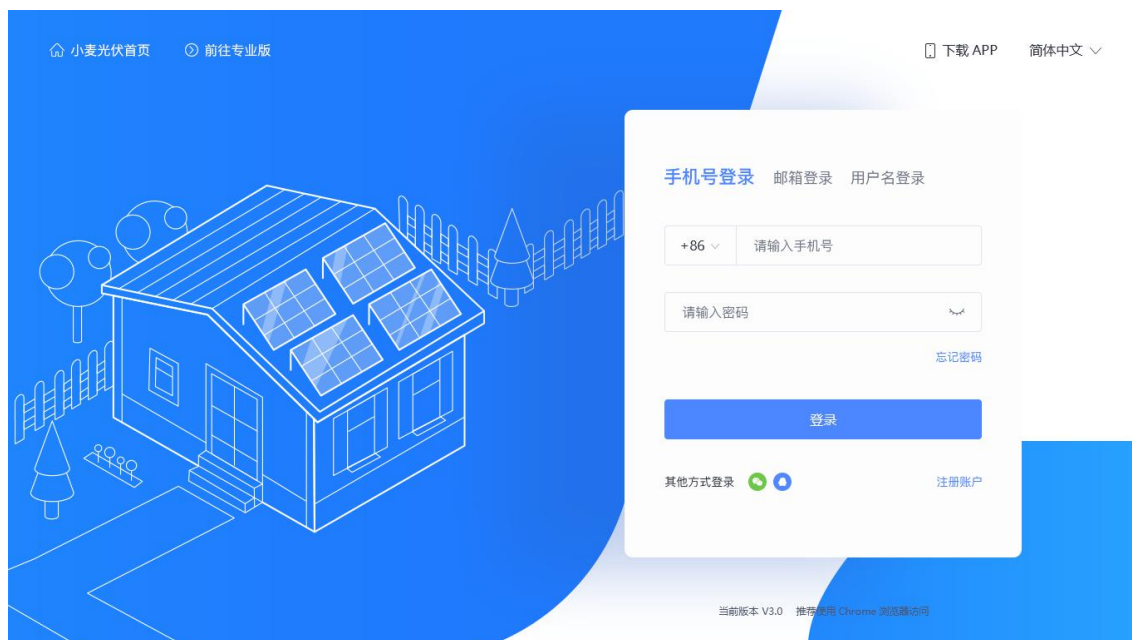 小麦光伏首页 前往专业版 下载 APP 简体中文
手机号登录 邮箱登录 用户名登录
+86 请输入手机号
请输入密码
忘记密码
登录
其他方式登录 注册账户
当前版本 V3.0 推荐使用 Chrome 浏览器访问